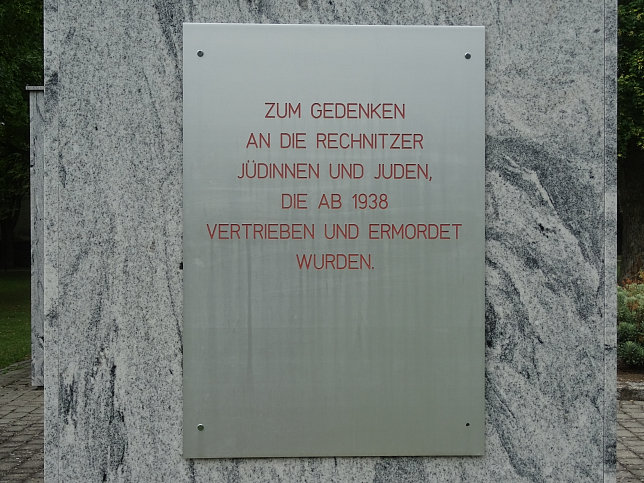 ZUM GEDENKEN
AN DIE RECHNITZER
JÜDINNEN UND JUDEN,
DIE AB 1938
VERTRIEBEN UND ERMORDET
WURDEN.